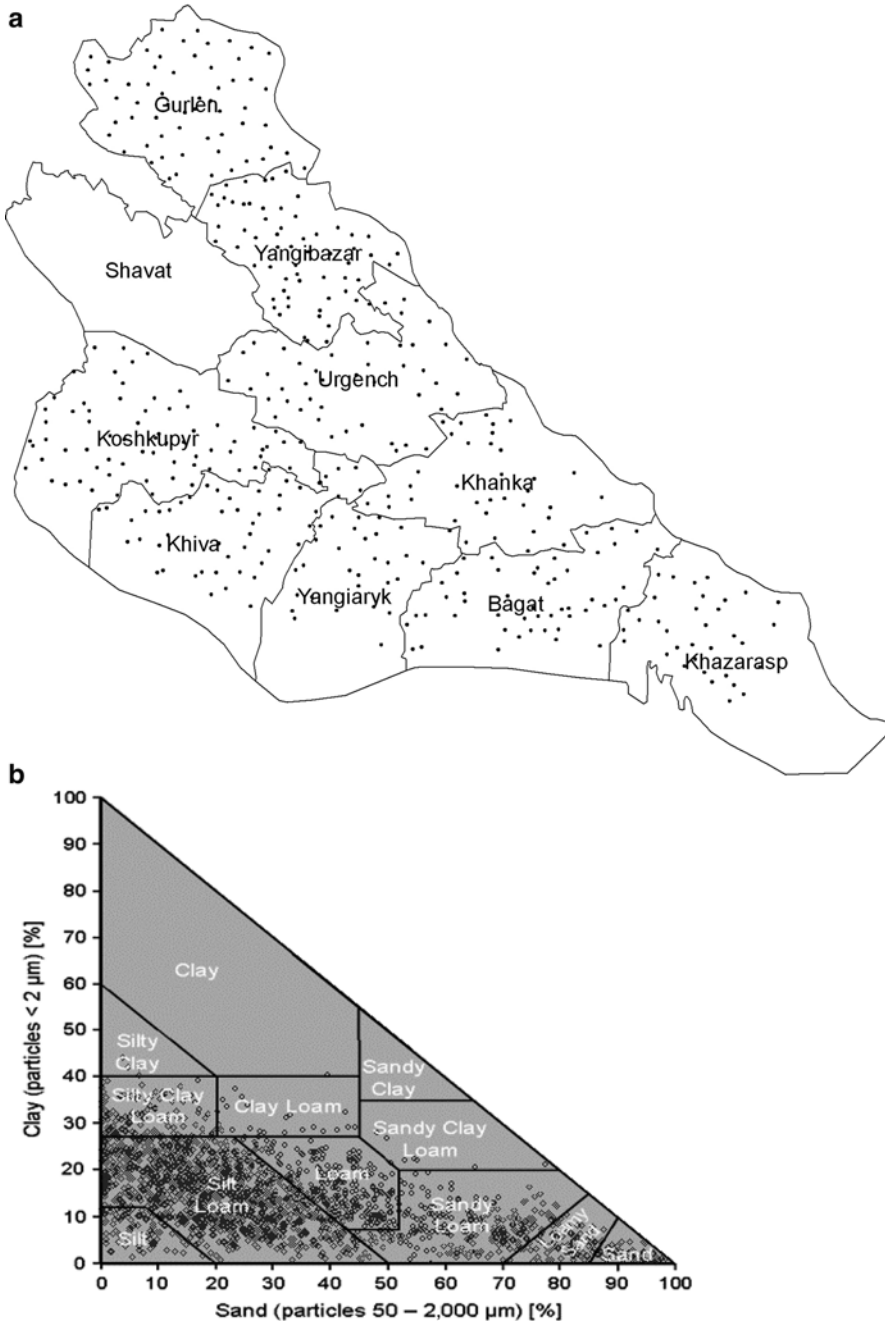 a
Gurlen
Yangibazar
Shavat
Urgench
Koshkupyr
Khanka
Khiva
Yangiaryk
Bagat
Khazarasp
b
Clay (particles < 2 µm) [%]
100
90
80
70
60
50
40
30
20
10
0
Clay
Silty
Clay
Sandy
Clay
Silty Clay
Loam
Clay Loam
Sandy Clay
Loam
Loam
Silt
Loam
Sandy
Loam
Loamy
Sand
Silt
Sand
0 10 20 30 40 50 60 70 80 90 100
Sand (particles 50 – 2,000 µm) [%]